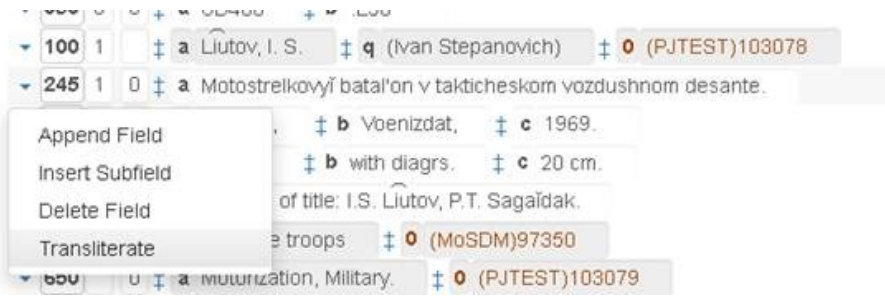 100 1 ‡ a Li͡utov, I. S. ‡ q (Ivan Stepanovich) ‡ 0 (PJTEST)103078
245 1 0 ‡ a Motostrelkovyĭ batal'on v takticheskom vozdushnom desante.
Append Field
Insert Subfield
Delete Field
Transliterate
, ‡ b Voenizdat, ‡ c 1969.
‡ b with diagrs. ‡ c 20 cm.
of title: I.S. Li͡utov, P.T. Sagaĭdak.
troops ‡ 0 (MoSDM)97350
650 0 ‡ a Motorization, Military. ‡ 0 (PJTEST)103079